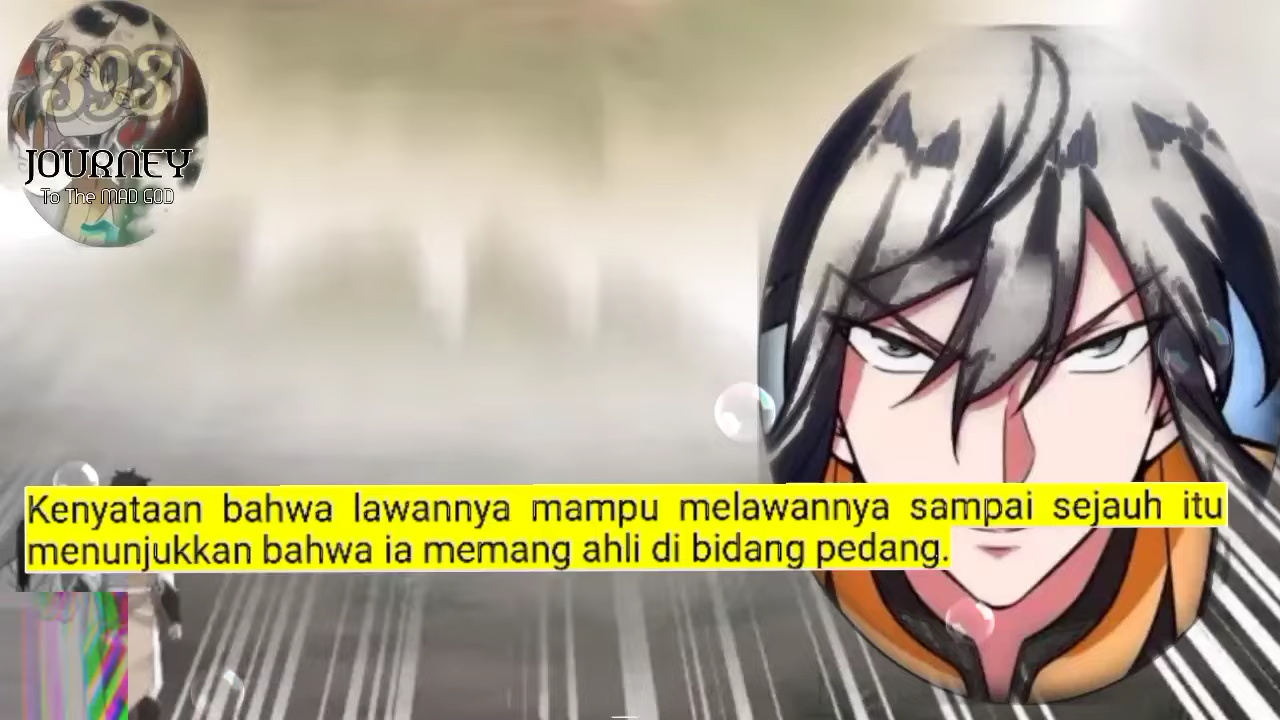 393
JOURNEY
To The MAD GOD
Kenyataan bahwa lawannya mampu melawannya sampai sejauh itu
menunjukkan bahwa ia memang ahli di bidang pedang.